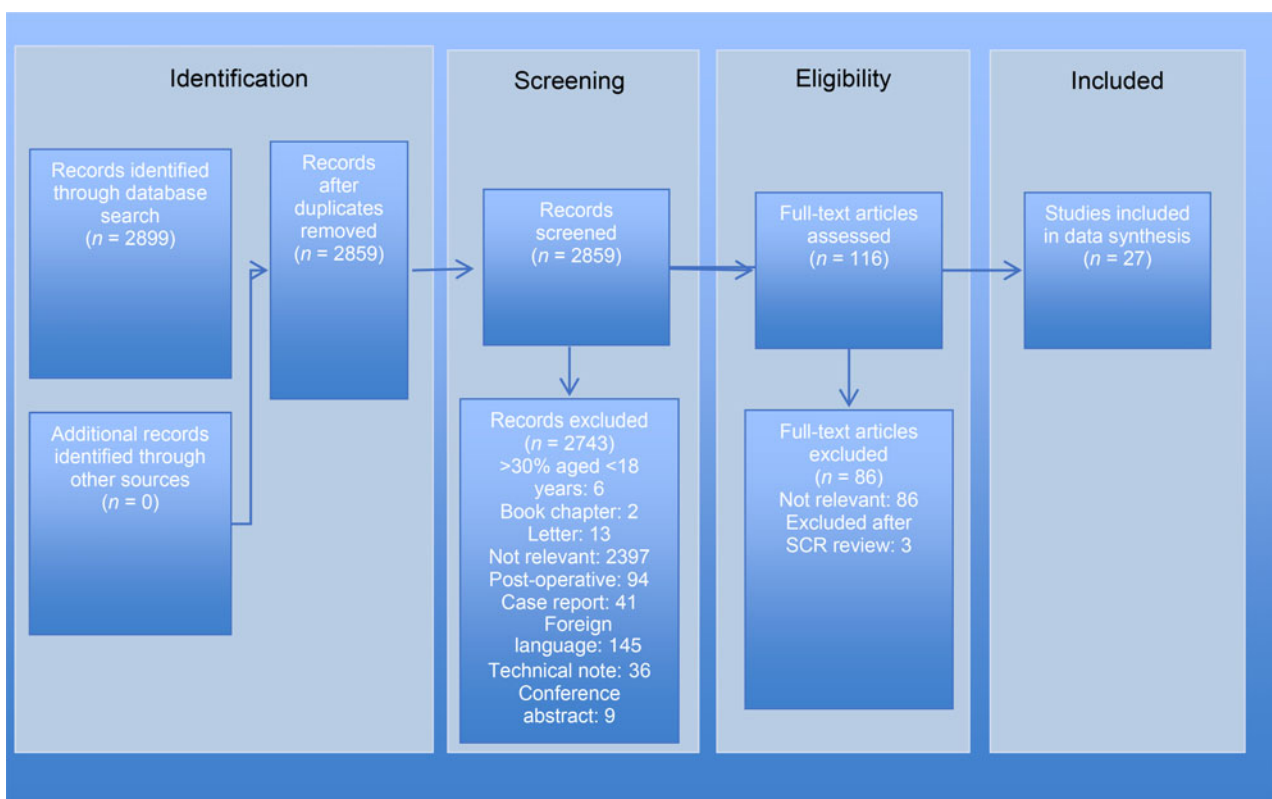 Identification
Records identified
through database
search
(n = 2899)
Additional records
identified through
other sources
(n = 0)
Records
after
duplicates
removed
(n = 2859)
Screening
Records
screened
(n = 2859)
Records excluded
(n = 2743)
>30% aged <18
years: 6
Book chapter: 2
Letter: 13
Not relevant: 2397
Post-operative: 94
Case report: 41
Foreign
language: 145
Technical note: 36
Conference
abstract: 9
Eligibility
Full-text articles
assessed
(n = 116)
Full-text articles
excluded
(n = 86)
Not relevant: 86
Excluded after
SCR review: 3
Included
Studies included
in data synthesis
(n = 27)